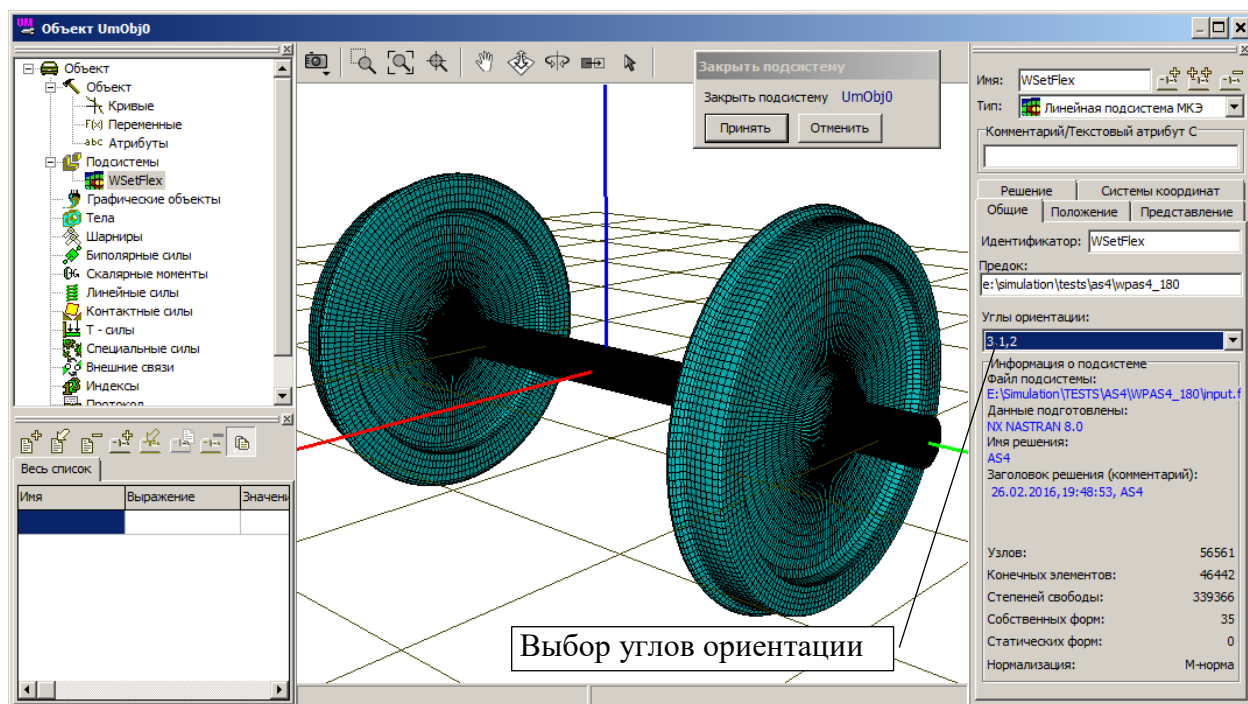 Объект UmObj0
Объект
Объект
Кривые
F(x) Переменные
abc Атрибуты
Подсистемы
WSetFlex
Графические объекты
Тела
Шарниры
Биполярные силы
Скалярные моменты
Линейные силы
Контактные силы
Т - силы
Специальные силы
Внешние связи
Индексы
Протокол
Весь список
Имя Выражение Значени
Закрыть подсистему
Закрыть подсистему UmObj0
Принять Отменить
Выбор углов ориентации
Имя: WSetFlex
Тип: Линейная подсистема МКЭ
Комментарий/Текстовый атрибут C
Решение Системы координат
Общие Положение Представление
Идентификатор: WSetFlex
Предок:
e:\simulation\tests\as4\wpas4_180
Углы ориентации:
3,1,2
Информация о подсистеме
Файл подсистемы:
E:\Simulation\TESTS\AS4\WPAS4_180\input.f
Данные подготовлены:
NX NASTRAN 8.0
Имя решения:
AS4
Заголовок решения (комментарий):
26.02.2016,19:48:53, AS4
Узлов: 56561
Конечных элементов: 46442
Степеней свободы: 339366
Собственных форм: 35
Статических форм: 0
Нормализация: М-норма